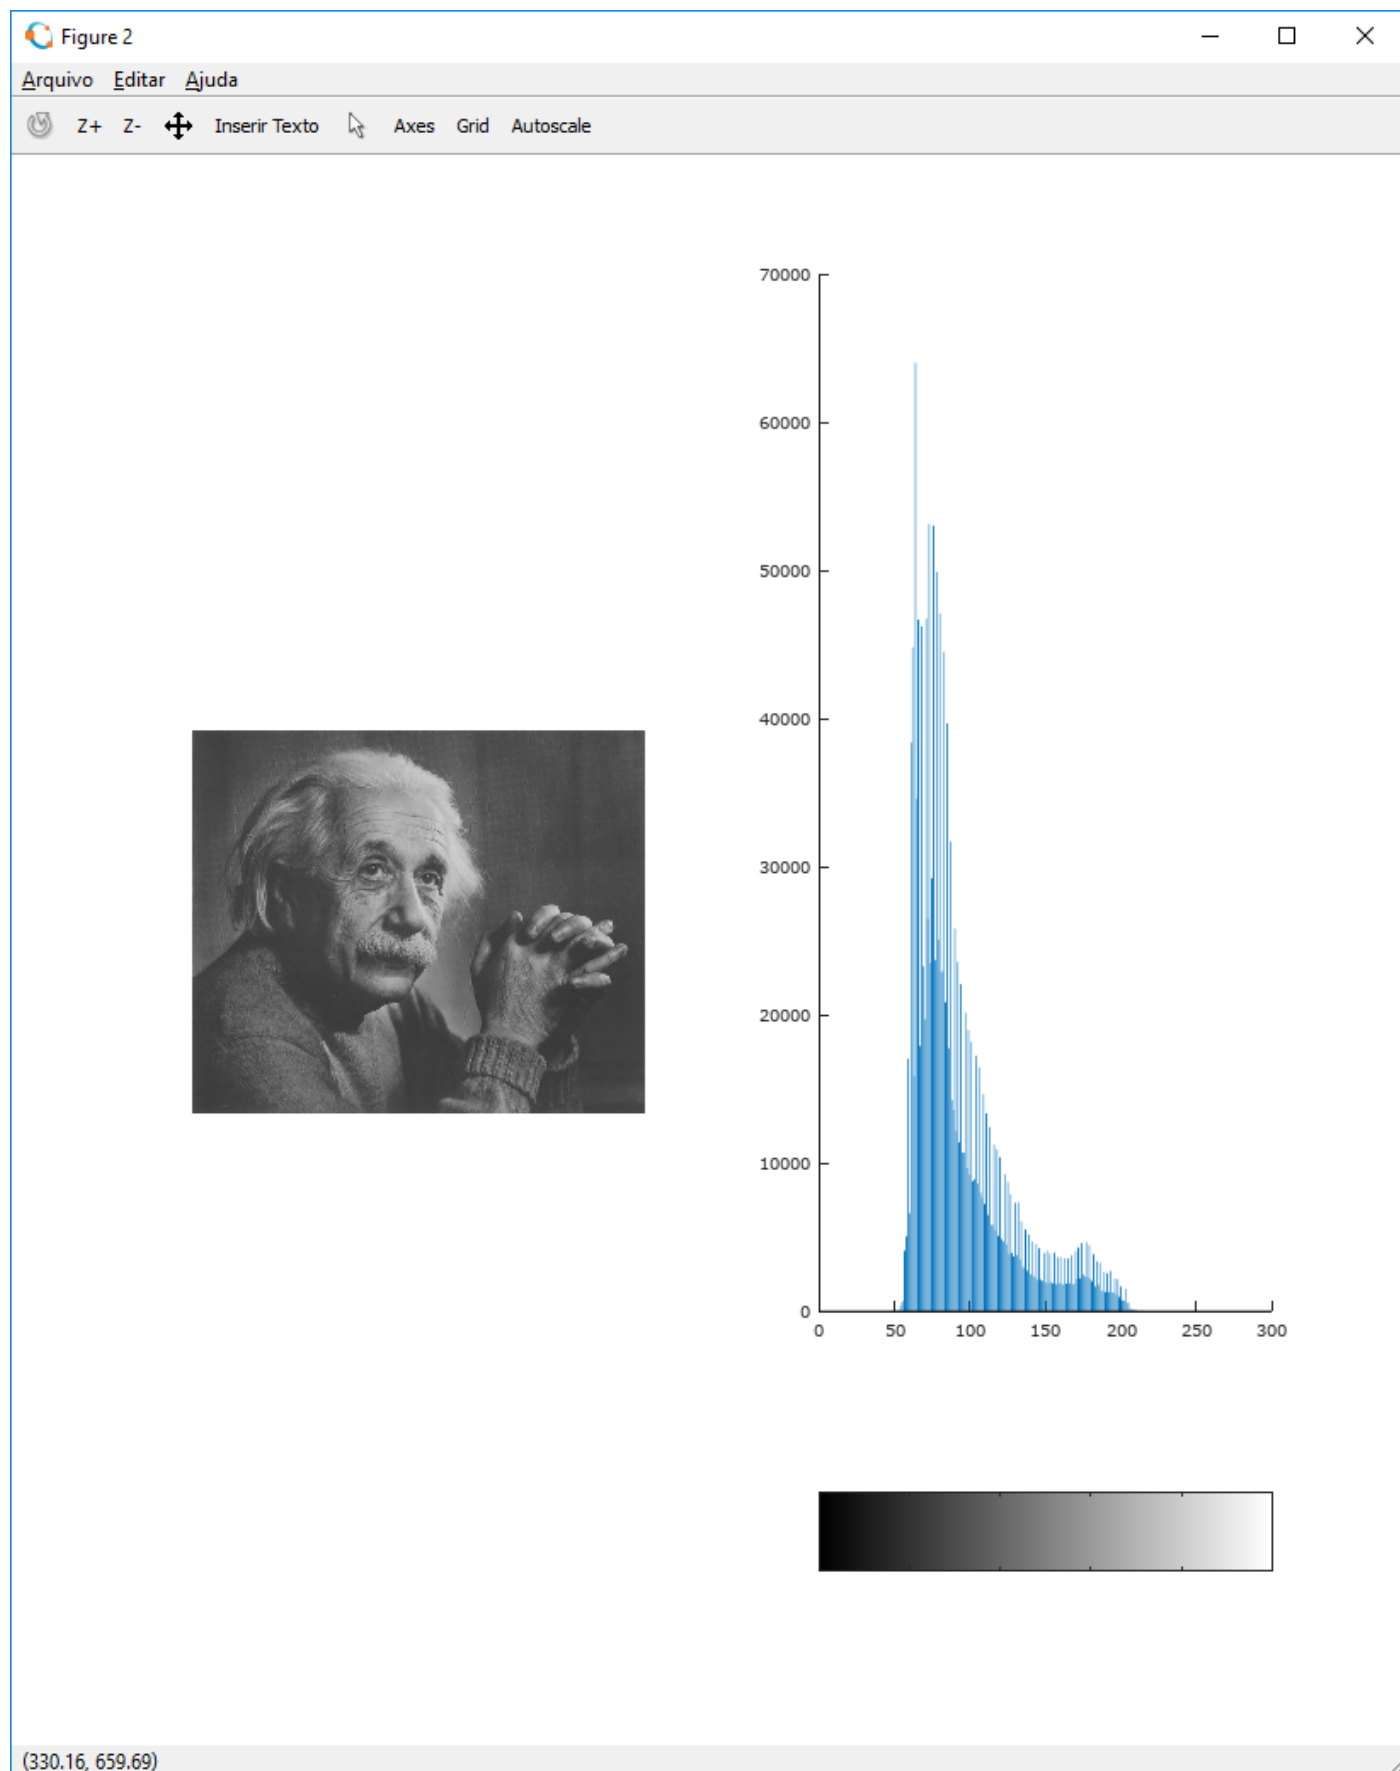 Figure 2
Arquivo Editar Ajuda
Z+ Z- Inserir Texto Axes Grid Autoscale
70000
60000
50000
40000
30000
20000
10000
0
0 50 100 150 200 250 300
(330.16, 659.69)